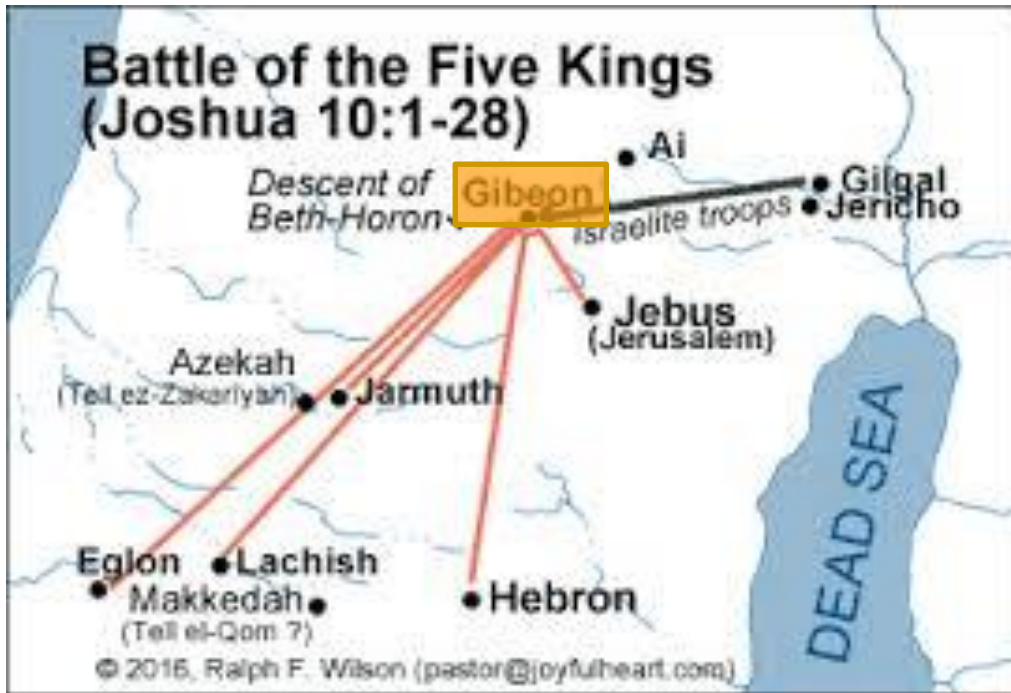 Battle of the Five Kings
(Joshua 10:1-28)
Ai
Descent of
Beth-Horon
Gibeon
Gilgal
Jericho
Israelite troops
Jebus
(Jerusalem)
Azekah
(Tell ez-Zakariyah)
Jarmuth
DEAD SEA
Eglon
Lachish
Makkedah
(Tell el-Qom ?)
Hebron
© 2016, Ralph F. Wilson (pastor@joyfulheart.com)